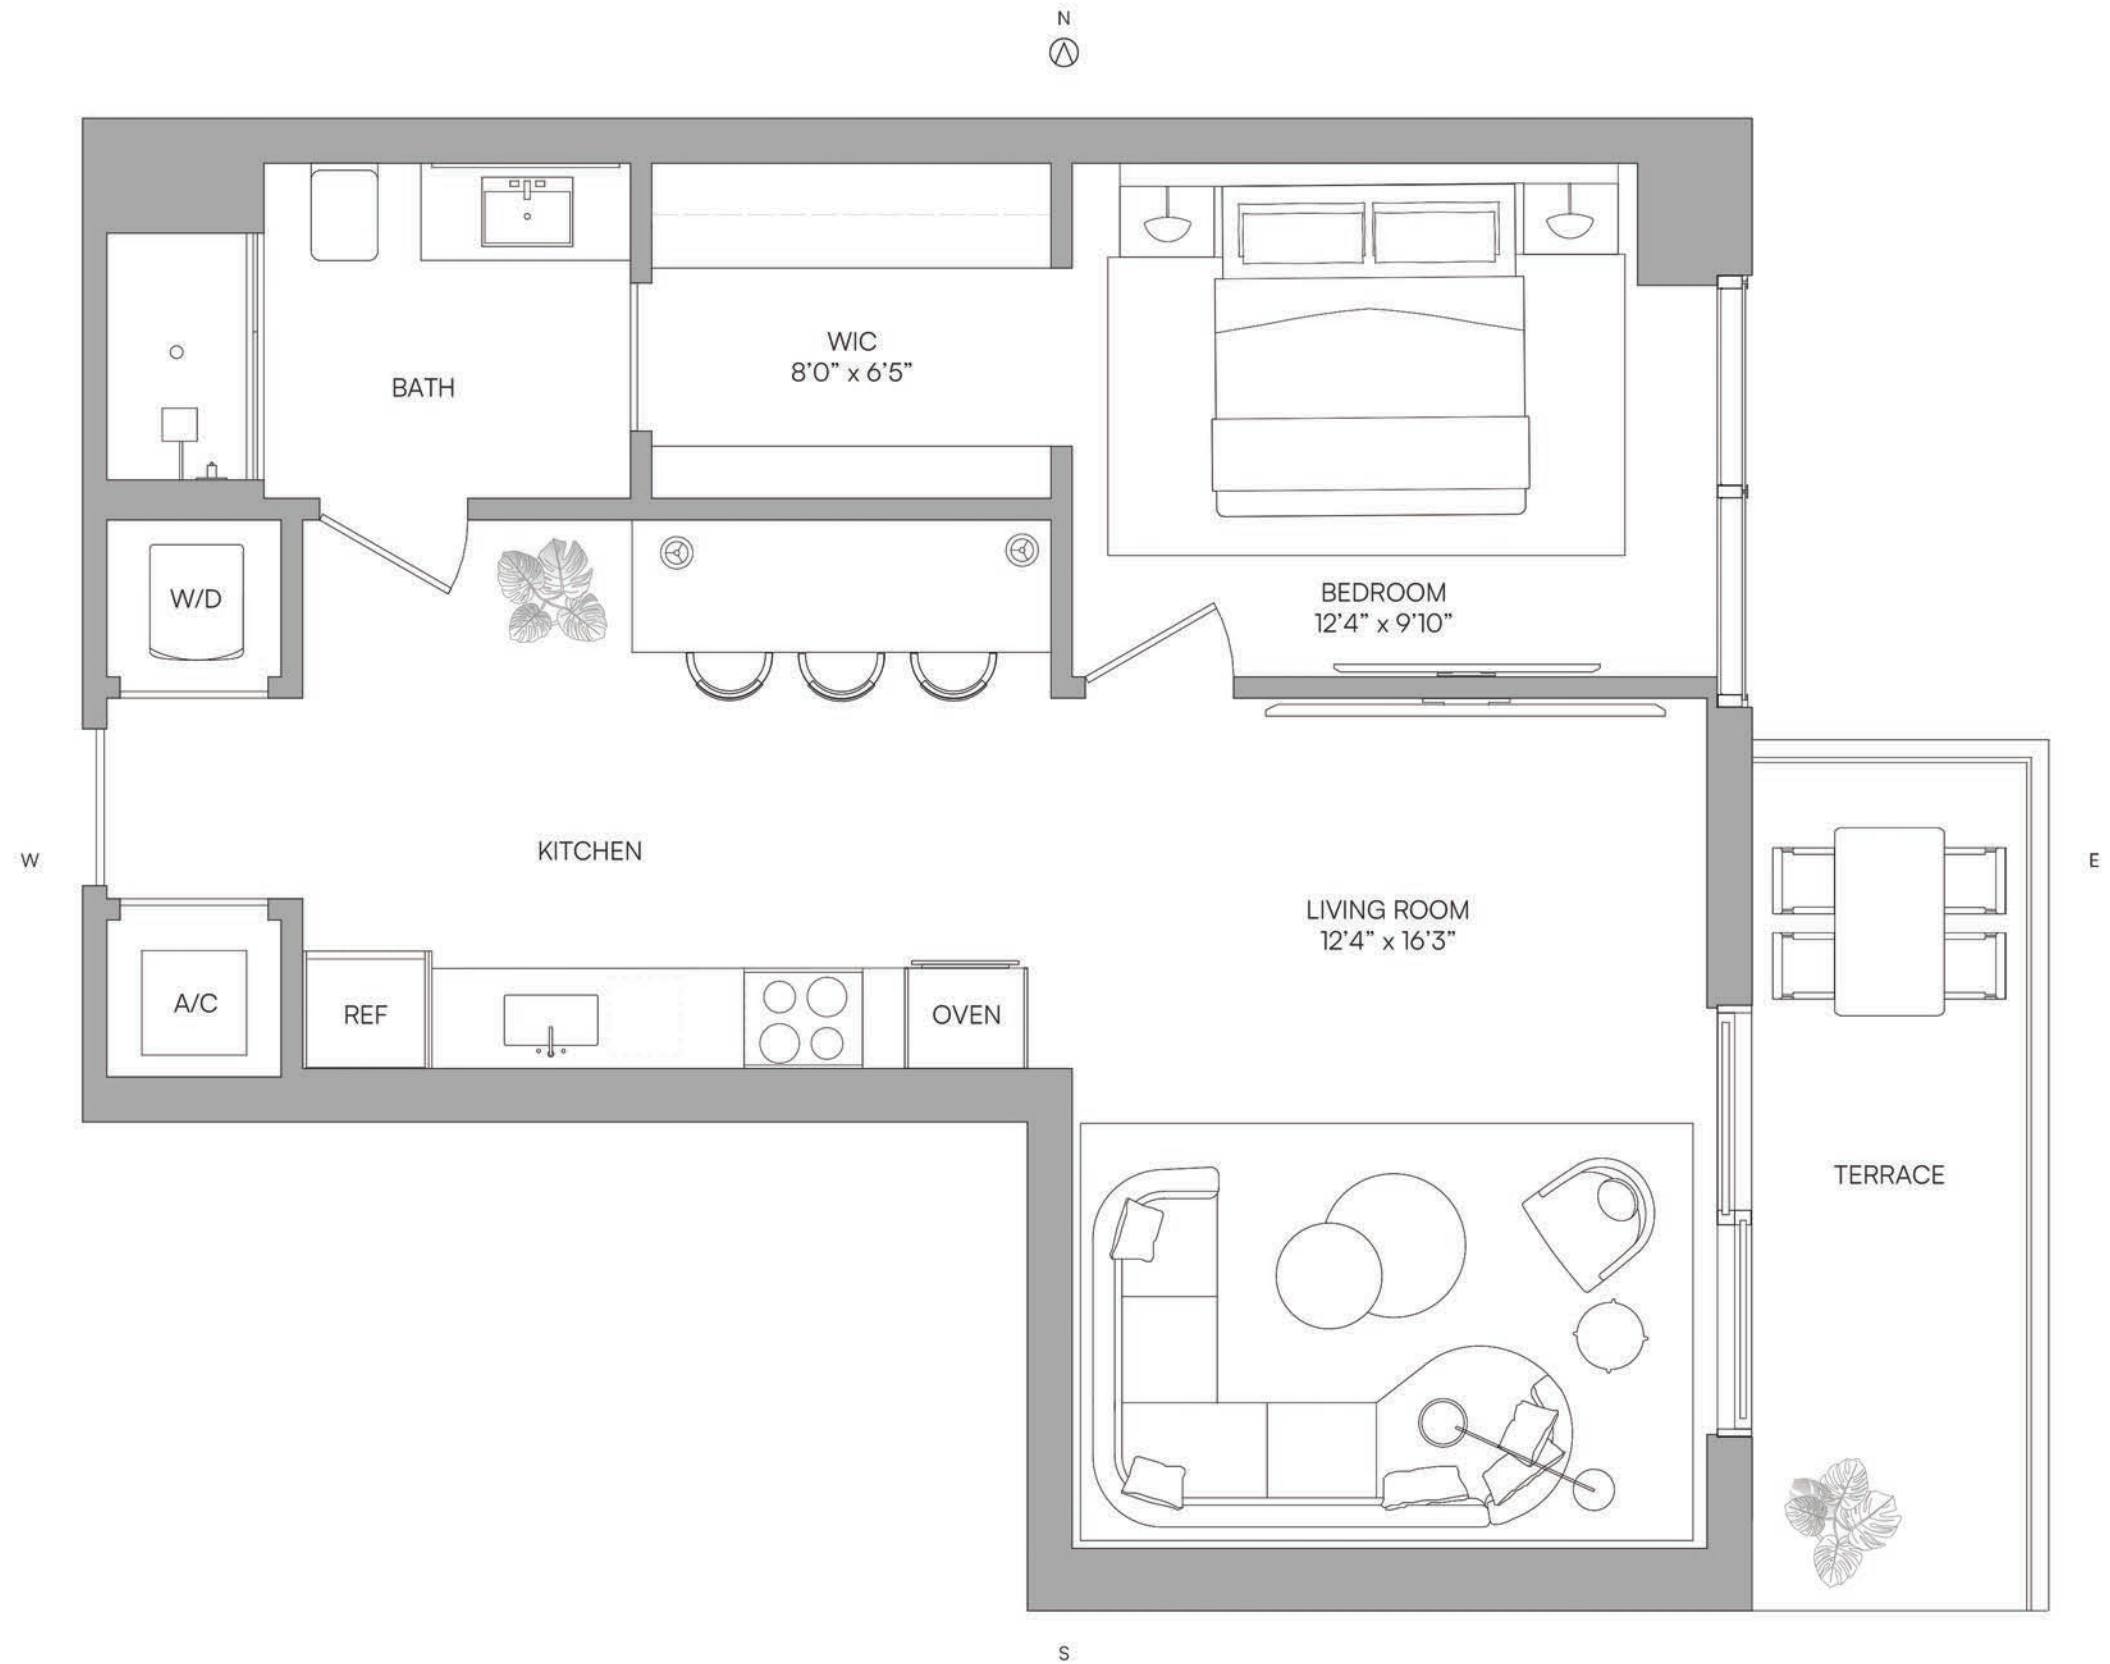 N
WIC
8’0” x 6’5”
BATH
BEDROOM
12’4” x 9’10”
W/D
W
KITCHEN
E
LIVING ROOM
12’4” x 16’3”
A/C
REF
OVEN
TERRACE
S